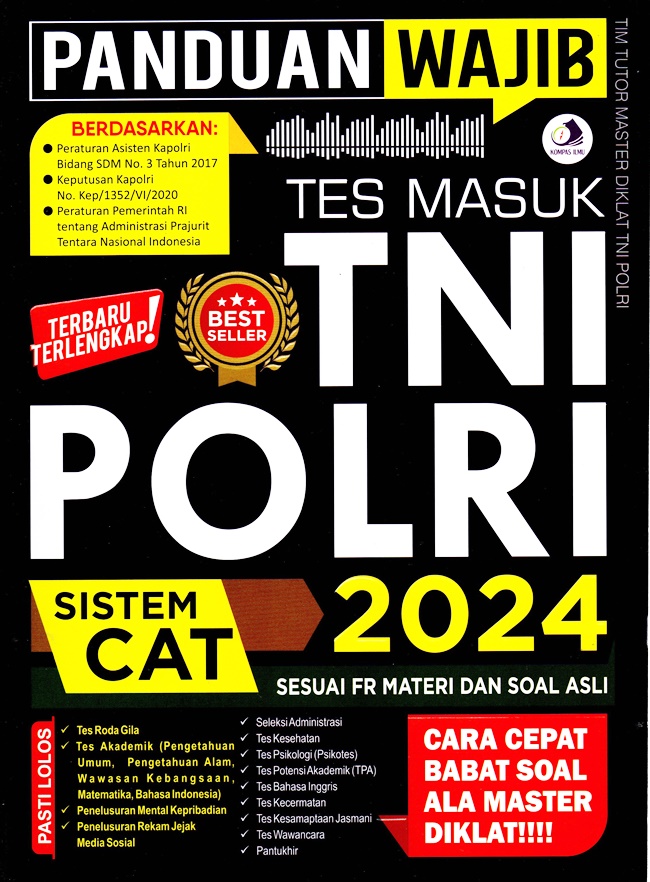 PANDUAN WAJIB
TIM TUTOR MASTER DIKLAT TNI POLRI
BERDASARKAN:
● Peraturan Asisten Kapolri
Bidang SDM No. 3 Tahun 2017
● Keputusan Kapolri
No. Kep/1352/VI/2020
● Peraturan Pemerintah RI
tentang Administrasi Prajurit
Tentara Nasional Indonesia
KOMPAS ILMU
TES MASUK
TNI
TERBARU
TERLENGKAP!
BEST
SELLER
POLRI
SISTEM
CAT
2024
SESUAI FR MATERI DAN SOAL ASLI
PASTI LOLOS
✓ Tes Roda Gila
✓ Tes Akademik (Pengetahuan
Umum, Pengetahuan Alam,
Wawasan Kebangsaan,
Matematika, Bahasa Indonesia)
✓ Penelusuran Mental Kepribadian
✓ Penelusuran Rekam Jejak
Media Sosial
✓ Seleksi Administrasi
✓ Tes Kesehatan
✓ Tes Psikologi (Psikotes)
✓ Tes Potensi Akademik (TPA)
✓ Tes Bahasa Inggris
✓ Tes Kecermatan
✓ Tes Kesamaptaan Jasmani
✓ Tes Wawancara
✓ Pantukhir
CARA CEPAT
BABAT SOAL
ALA MASTER
DIKLAT!!!!